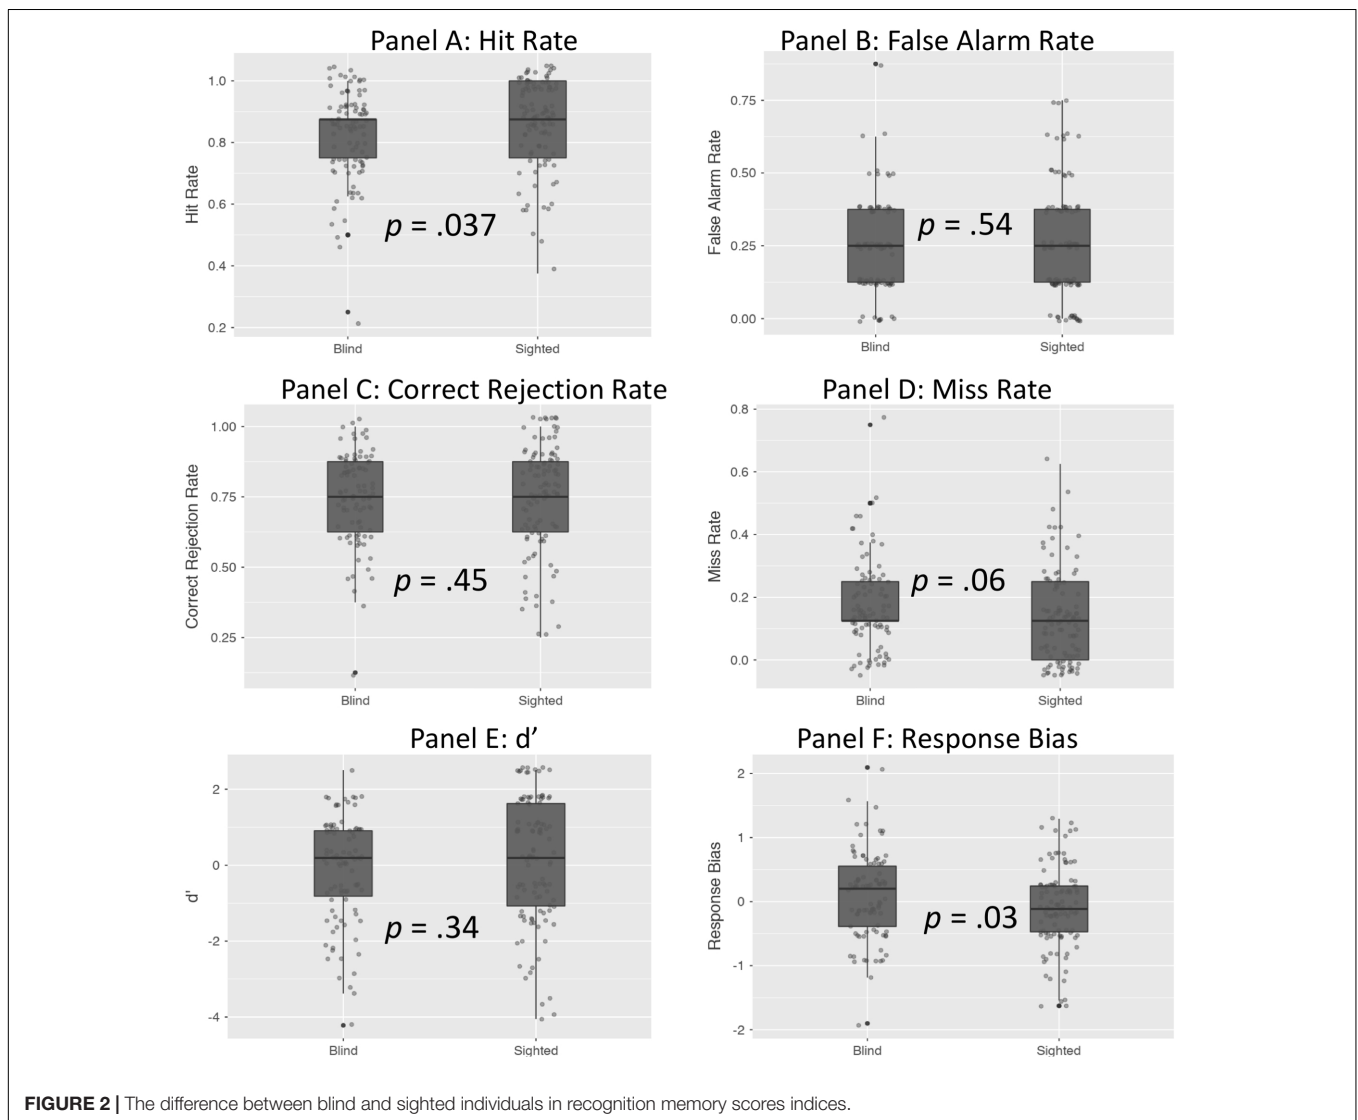 Panel A: Hit Rate
Hit Rate
1.0
0.8
0.6
0.4
0.2
p = .037
Blind
Sighted
Panel B: False Alarm Rate
False Alarm Rate
0.75
0.50
0.25
0.00
p = .54
Blind
Sighted
Panel C: Correct Rejection Rate
Correct Rejection Rate
1.00
0.75
0.50
0.25
p = .45
Blind
Sighted
Panel D: Miss Rate
Miss Rate
0.8
0.6
0.4
0.2
0.0
p = .06
Blind
Sighted
Panel E: d’
d'
2
0
-2
-4
p = .34
Blind
Sighted
Panel F: Response Bias
Response Bias
2
1
0
-1
-2
p = .03
Blind
Sighted
FIGURE 2 | The difference between blind and sighted individuals in recognition memory scores indices.